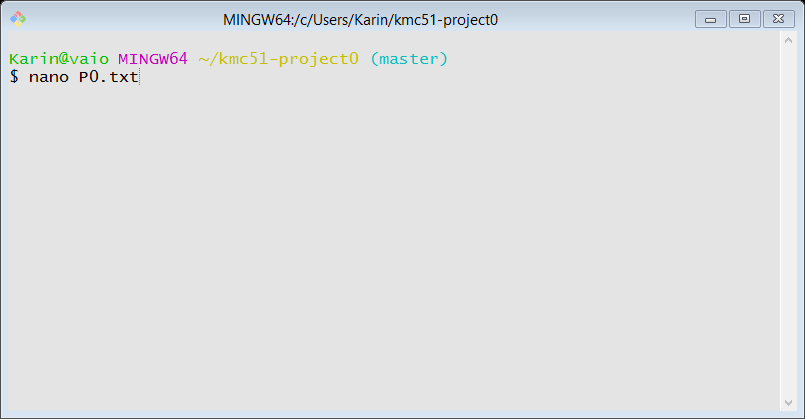 MINGW64:/c/Users/Karin/kmc51-project0
Karin@vaio MINGW64 ~/kmc51-project0 (master)
$ nano P0.txt